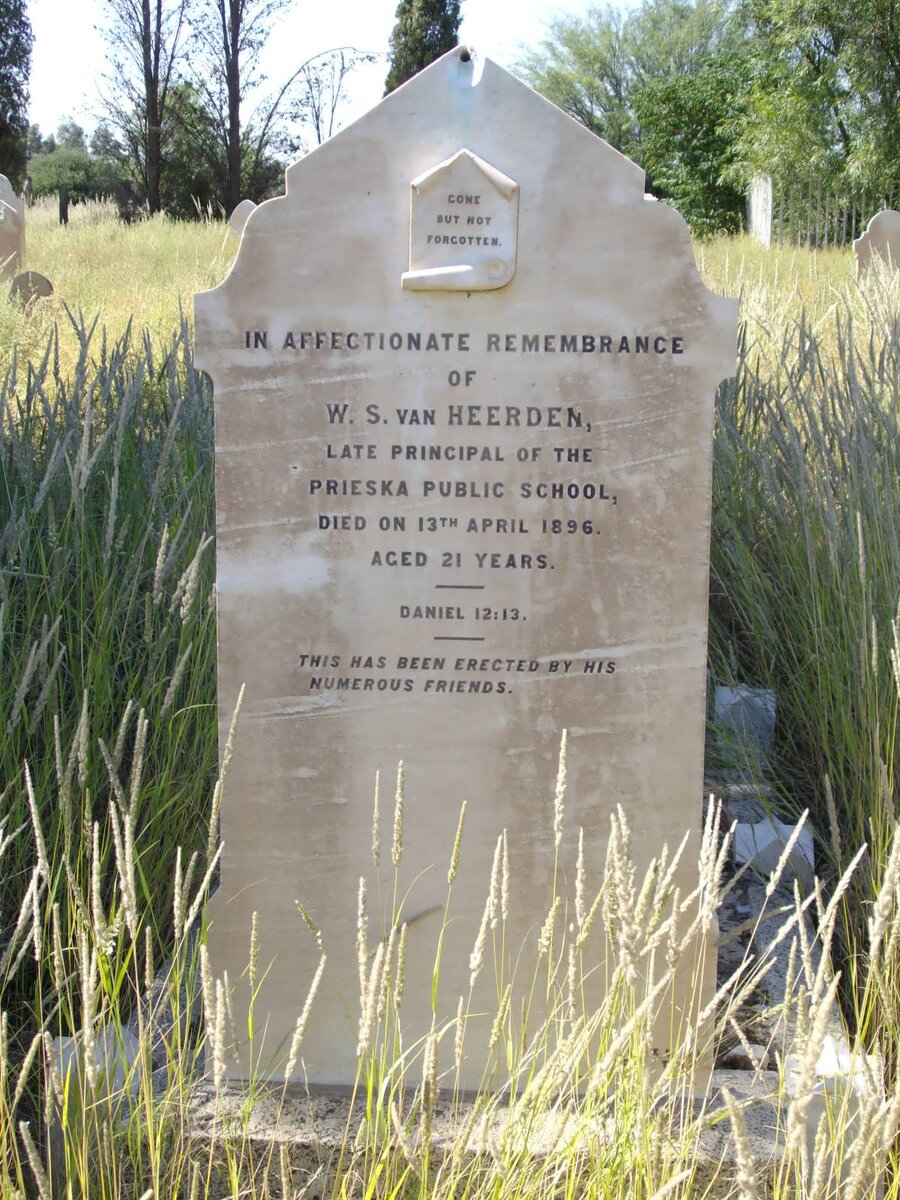 GONE
BUT NOT
FORGOTTEN.
IN AFFECTIONATE REMEMBRANCE
OF
W. S. VAN HEERDEN,
LATE PRINCIPAL OF THE
PRIESKA PUBLIC SCHOOL,
DIED ON 13TH APRIL 1896.
AGED 21 YEARS.
DANIEL 12:13.
THIS HAS BEEN ERECTED BY HIS
NUMEROUS FRIENDS.